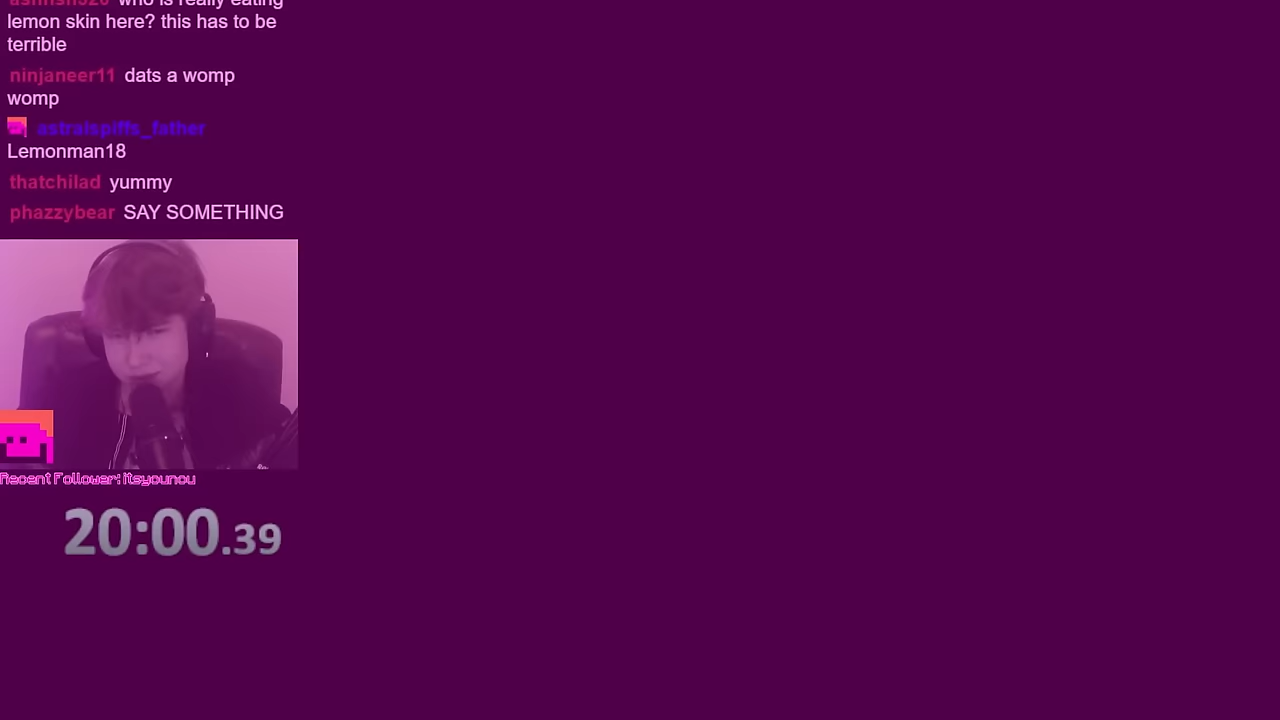 who is really eating
lemon skin here? this has to be
terrible
ninjaneer11 dats a womp
womp
astralspiffs_father
Lemonman18
thatchilad yummy
phazzybear SAY SOMETHING
Recent Follower: itsyounou
20:00.39